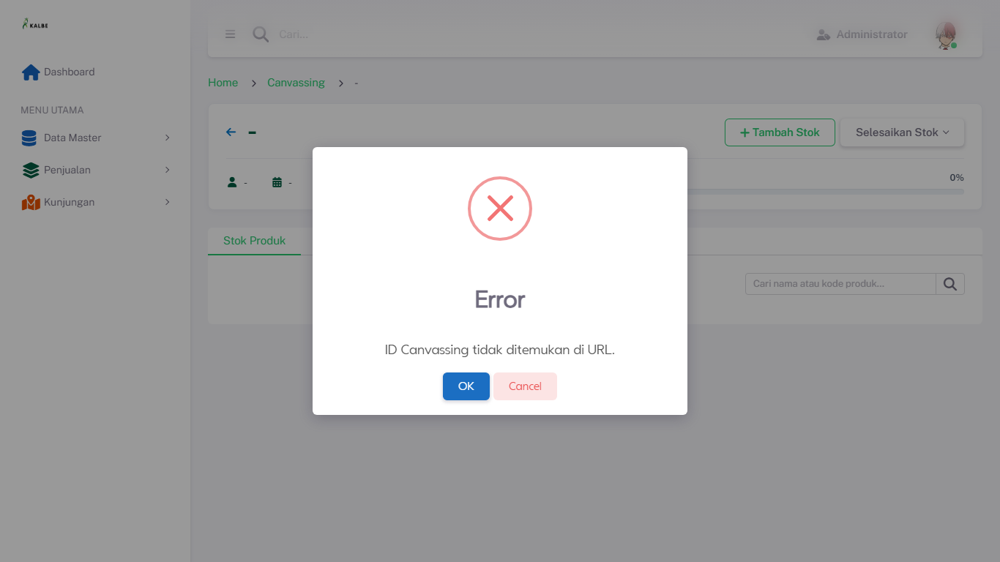 KALBE
Cari...
Administrator
Dashboard
Home
Canvassing
-
MENU UTAMA
Data Master
-
Tambah Stok
Selesaikan Stok
Penjualan
-
-
0%
Kunjungan
Stok Produk
Cari nama atau kode produk...
Error
ID Canvassing tidak ditemukan di URL.
OK
Cancel